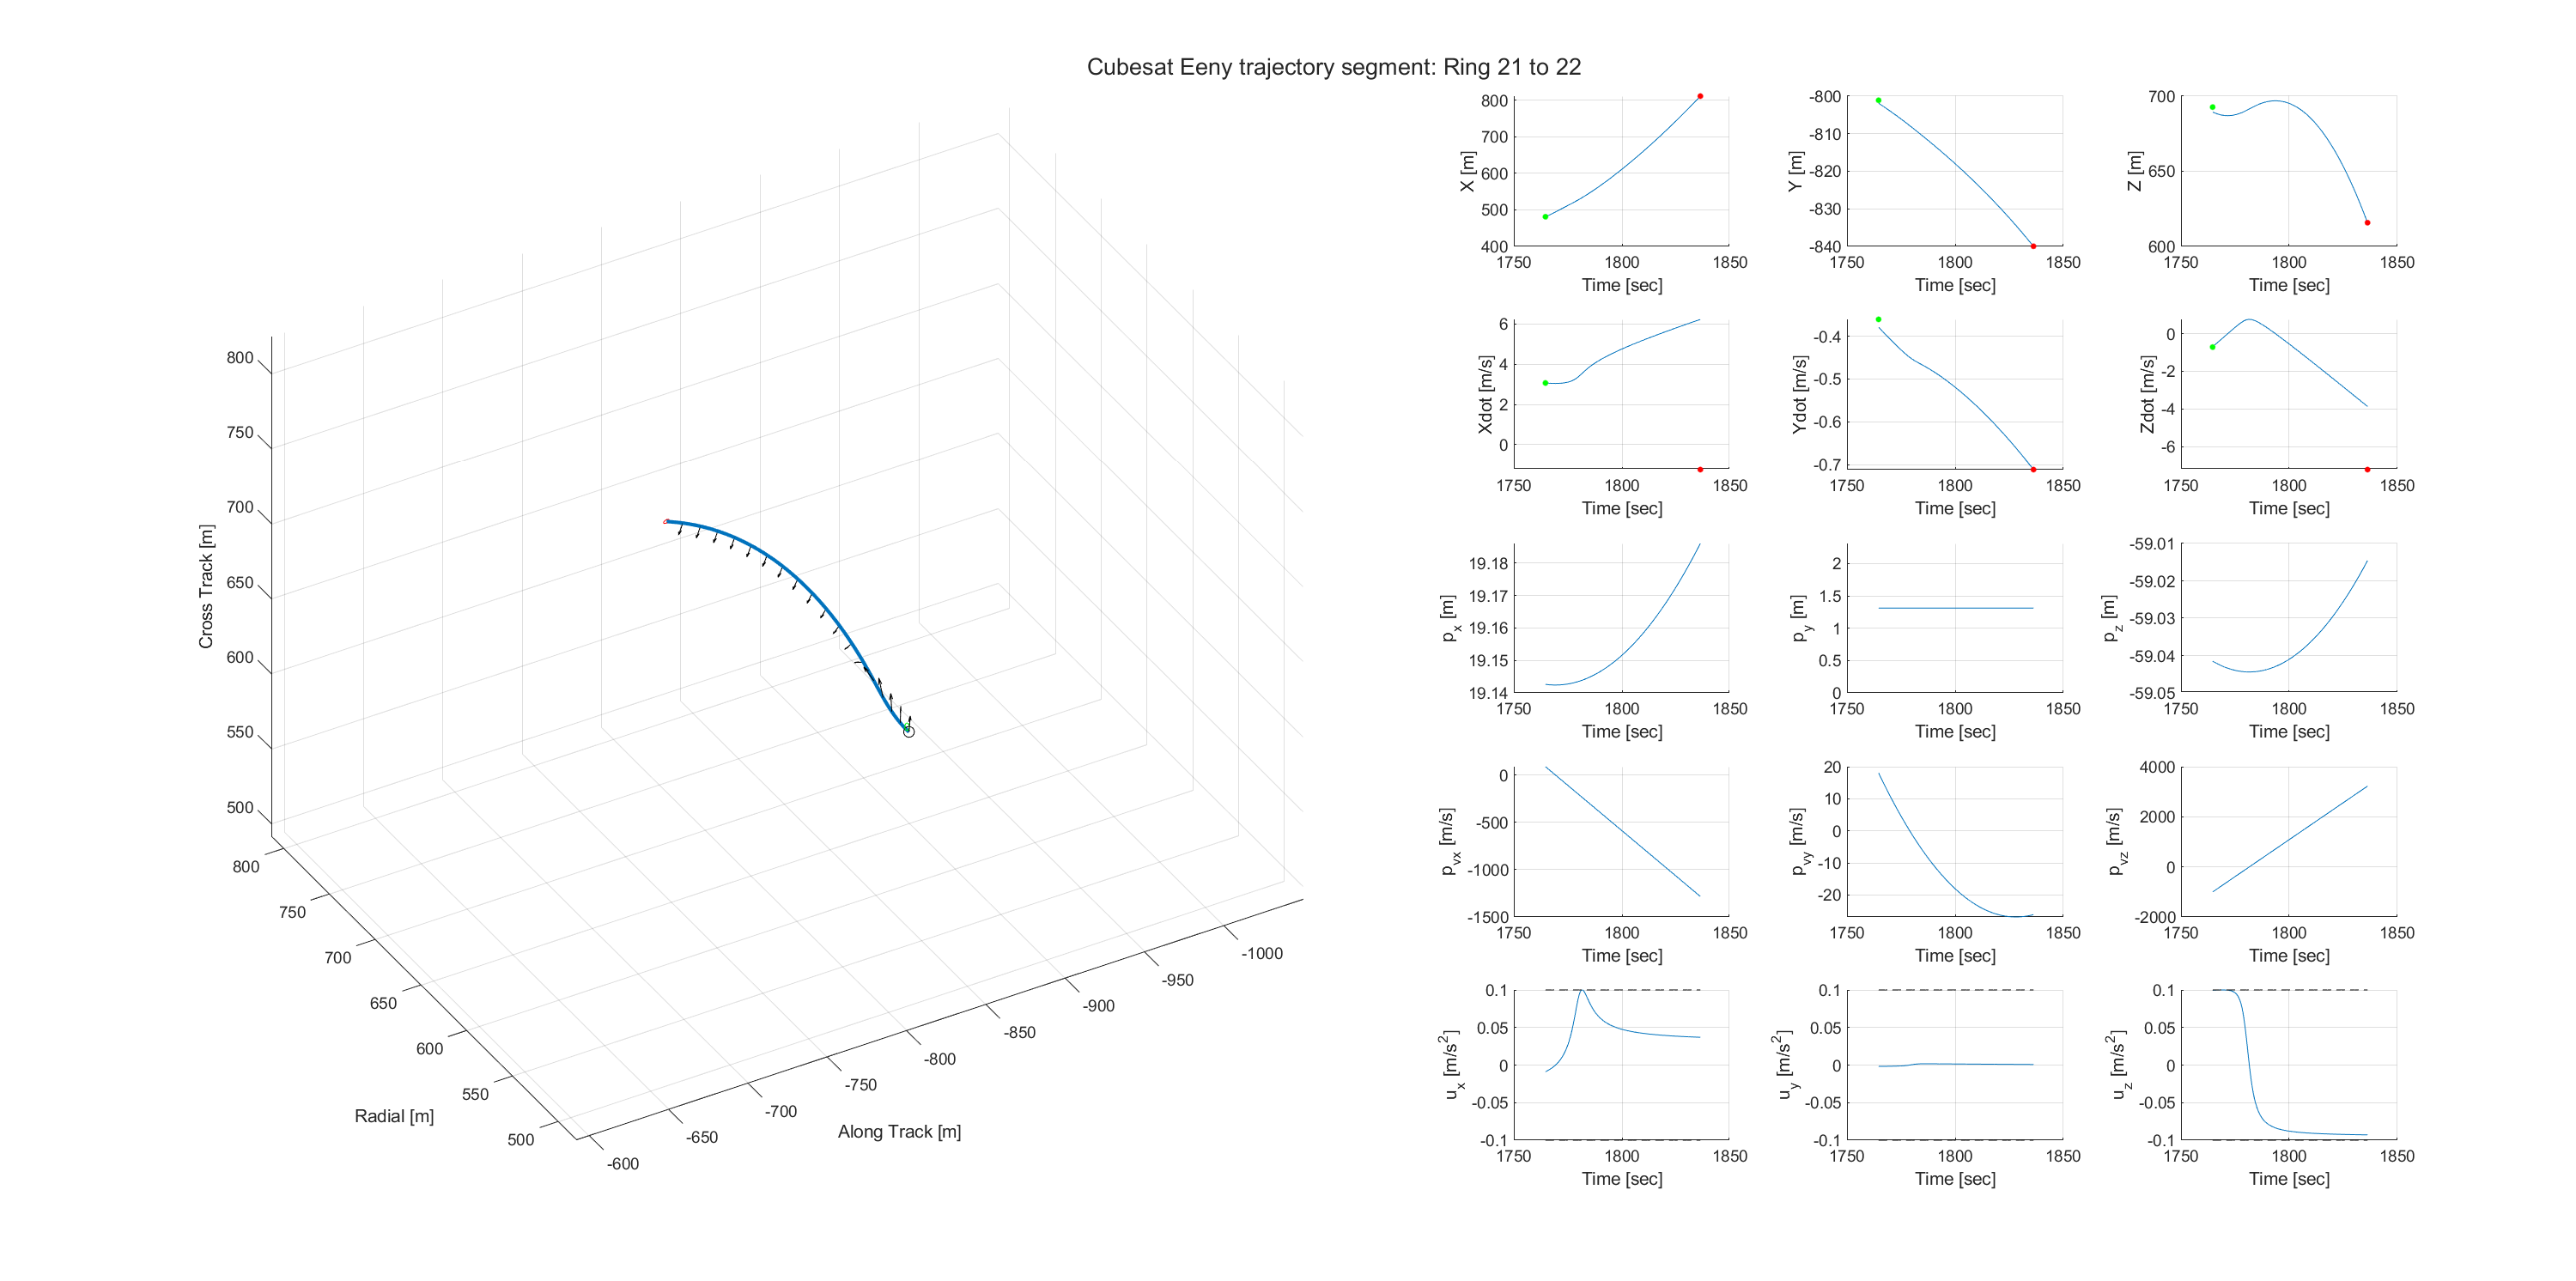 Cubesat Eeny trajectory segment: Ring 21 to 22
800
750
700
650
600
550
500
Cross Track [m]
800
750
700
650
600
550
500
Radial [m]
-600
-650
-700
-750
-800
-850
-900
-950
-1000
Along Track [m]
800
700
600
500
400
X [m]
1750 1800 1850
Time [sec]
-800
-810
-820
-830
-840
Y [m]
1750 1800 1850
Time [sec]
700
650
600
Z [m]
1750 1800 1850
Time [sec]
6
4
2
0
Xdot [m/s]
1750 1800 1850
Time [sec]
-0.4
-0.5
-0.6
-0.7
Ydot [m/s]
1750 1800 1850
Time [sec]
0
-2
-4
-6
Zdot [m/s]
1750 1800 1850
Time [sec]
19.18
19.17
19.16
19.15
19.14
p_x [m]
1750 1800 1850
Time [sec]
2
1.5
1
0.5
0
p_y [m]
1750 1800 1850
Time [sec]
-59.01
-59.02
-59.03
-59.04
-59.05
p_z [m]
1750 1800 1850
Time [sec]
0
-500
-1000
-1500
p_vx [m/s]
1750 1800 1850
Time [sec]
20
10
0
-10
-20
p_vy [m/s]
1750 1800 1850
Time [sec]
4000
2000
0
-2000
p_vz [m/s]
1750 1800 1850
Time [sec]
0.1
0.05
0
-0.05
-0.1
u_x [m/s²]
1750 1800 1850
Time [sec]
0.1
0.05
0
-0.05
-0.1
u_y [m/s²]
1750 1800 1850
Time [sec]
0.1
0.05
0
-0.05
-0.1
u_z [m/s²]
1750 1800 1850
Time [sec]